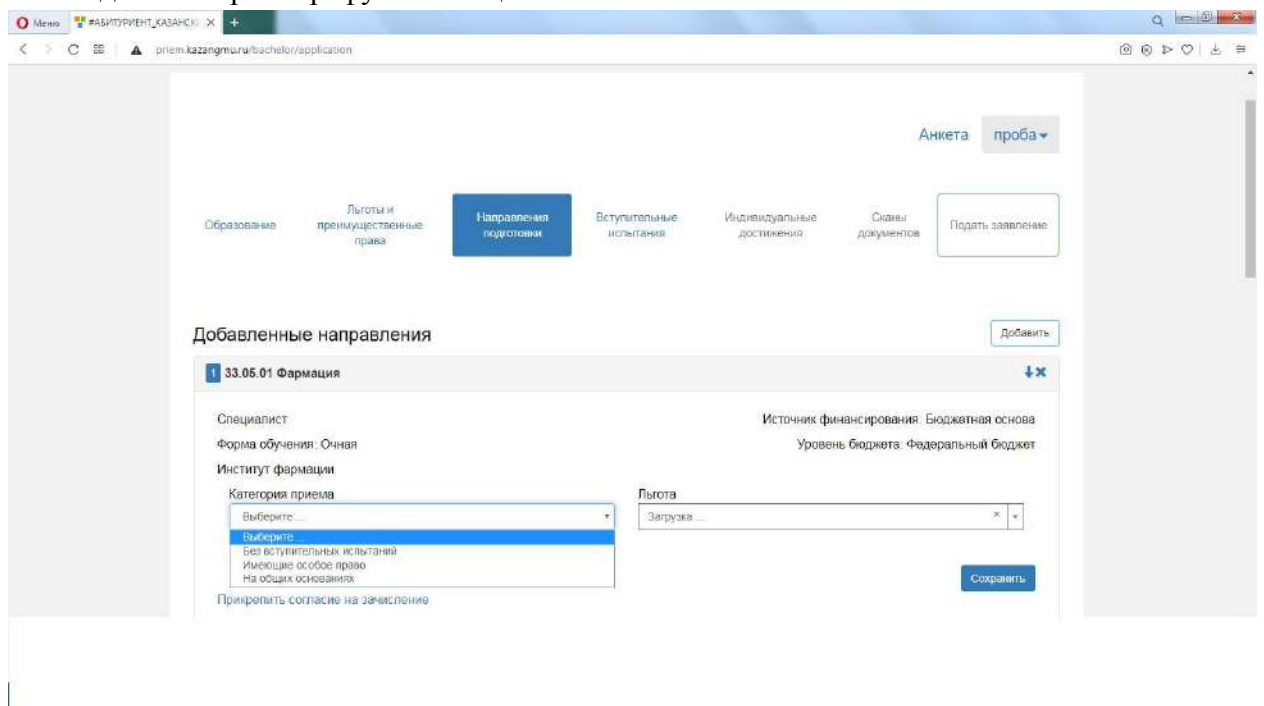 Меню #АБИТУРИЕНТ_КАЗАНСК
priem.kazangmu.ru/bachelor/application
Анкета проба
Образование
Льготы и преимущественные права
Направления подготовки
Вступительные испытания
Индивидуальные достижения
Сканы документов
Подать заявление
Добавленные направления Добавить
1 33.05.01 Фармация
Специалист Источник финансирования: Бюджетная основа
Форма обучения: Очная Уровень бюджета: Федеральный бюджет
Институт фармации
Категория приема Льгота
Выберите ... Загрузка ...
Выберите ...
Без вступительных испытаний
Имеющие особое право
На общих основаниях
Сохранить
Прикрепить согласие на зачисление